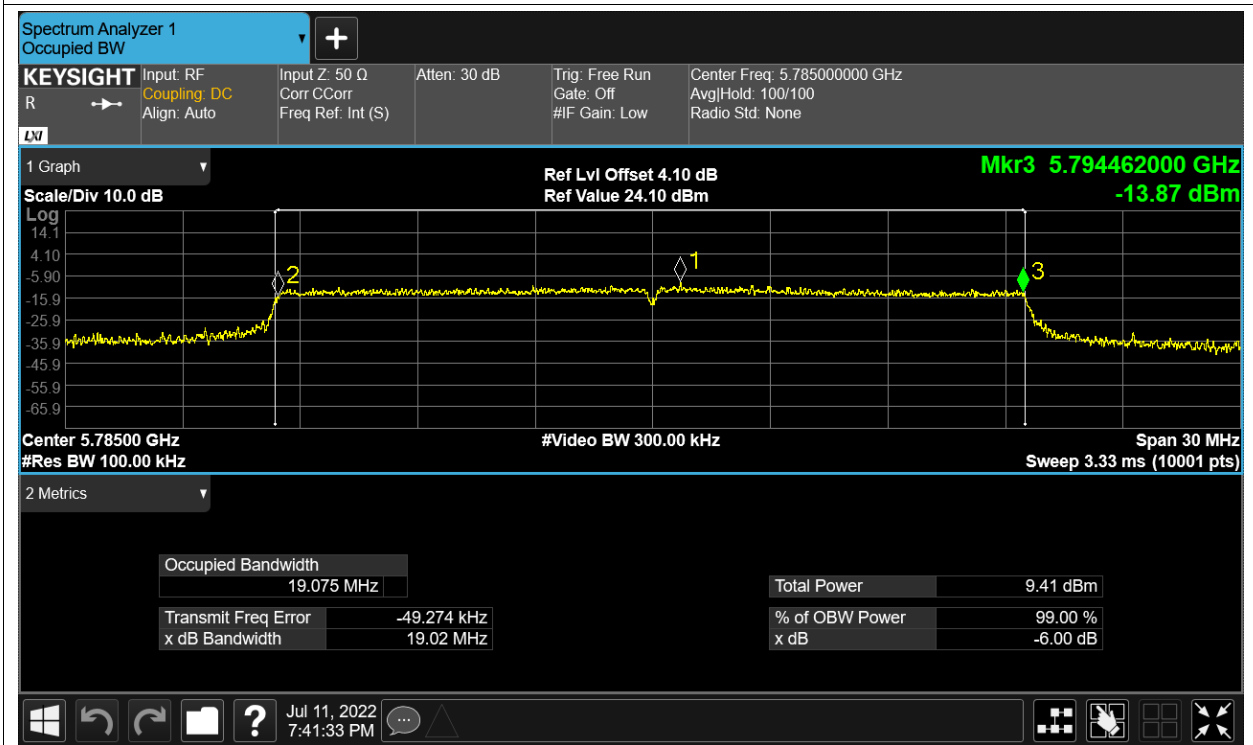 Spectrum Analyzer 1
Occupied BW
KEYSIGHT
R
LXI
Input: RF
Coupling: DC
Align: Auto
Input Z: 50 Ω
Corr CCorr
Freq Ref: Int (S)
Atten: 30 dB
Trig: Free Run
Gate: Off
#IF Gain: Low
Center Freq: 5.785000000 GHz
Avg|Hold: 100/100
Radio Std: None
1 Graph
Scale/Div 10.0 dB
Ref Lvl Offset 4.10 dB
Ref Value 24.10 dBm
Mkr3 5.794462000 GHz
-13.87 dBm
Log
14.1
4.10
-5.90
-15.9
-25.9
-35.9
-45.9
-55.9
-65.9
2
1
3
Center 5.78500 GHz
#Res BW 100.00 kHz
#Video BW 300.00 kHz
Span 30 MHz
Sweep 3.33 ms (10001 pts)
2 Metrics
Occupied Bandwidth
19.075 MHz
Transmit Freq Error -49.274 kHz
x dB Bandwidth 19.02 MHz
Total Power 9.41 dBm
% of OBW Power 99.00 %
x dB -6.00 dB
?
Jul 11, 2022
7:41:33 PM